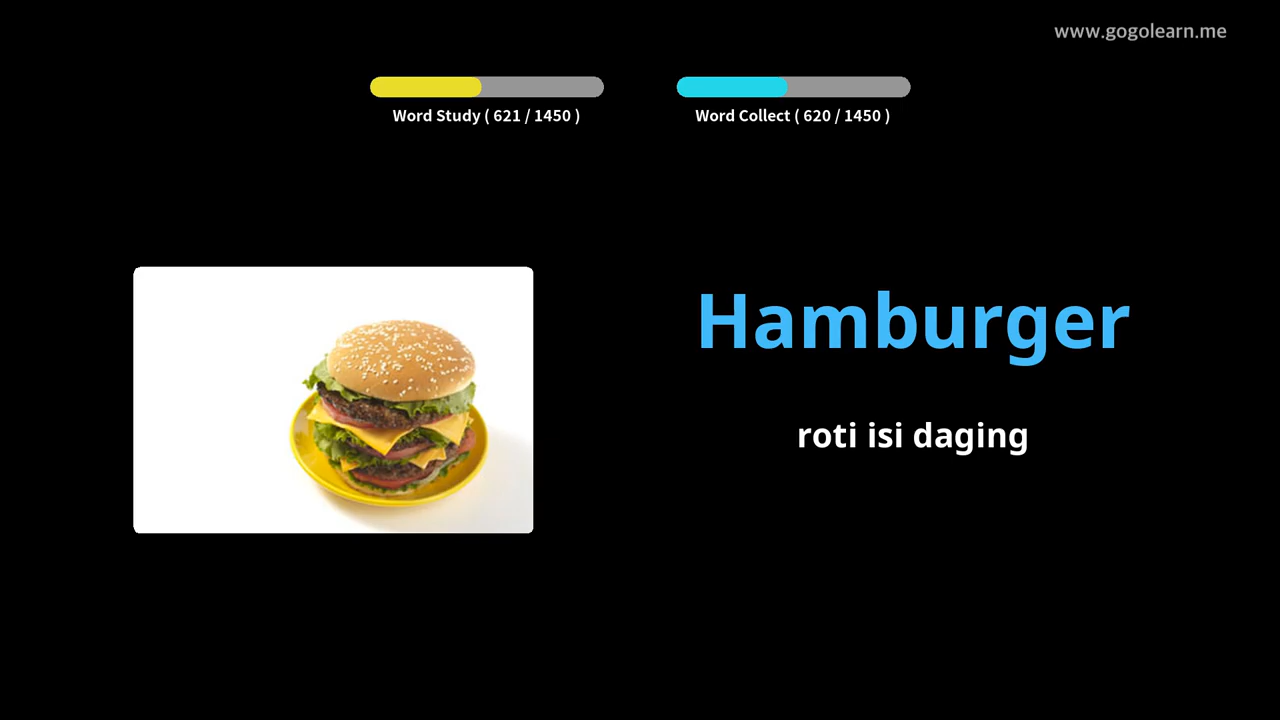 www.gogolearn.me
Word Study ( 621 / 1450 )
Word Collect ( 620 / 1450 )
Hamburger
roti isi daging